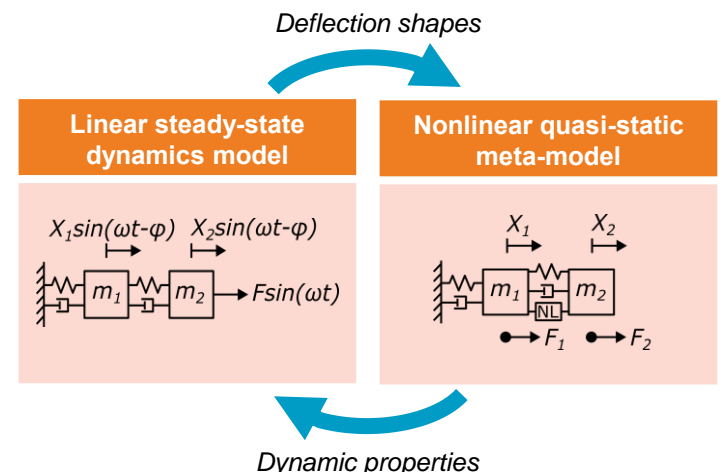 Deflection shapes
Linear steady-state
dynamics model
Nonlinear quasi-static
meta-model
X₁sin(ωt-φ) X₂sin(ωt-φ)
m₁ m₂ Fsin(ωt)
X₁ X₂
m₁ NL m₂
F₁ F₂
Dynamic properties